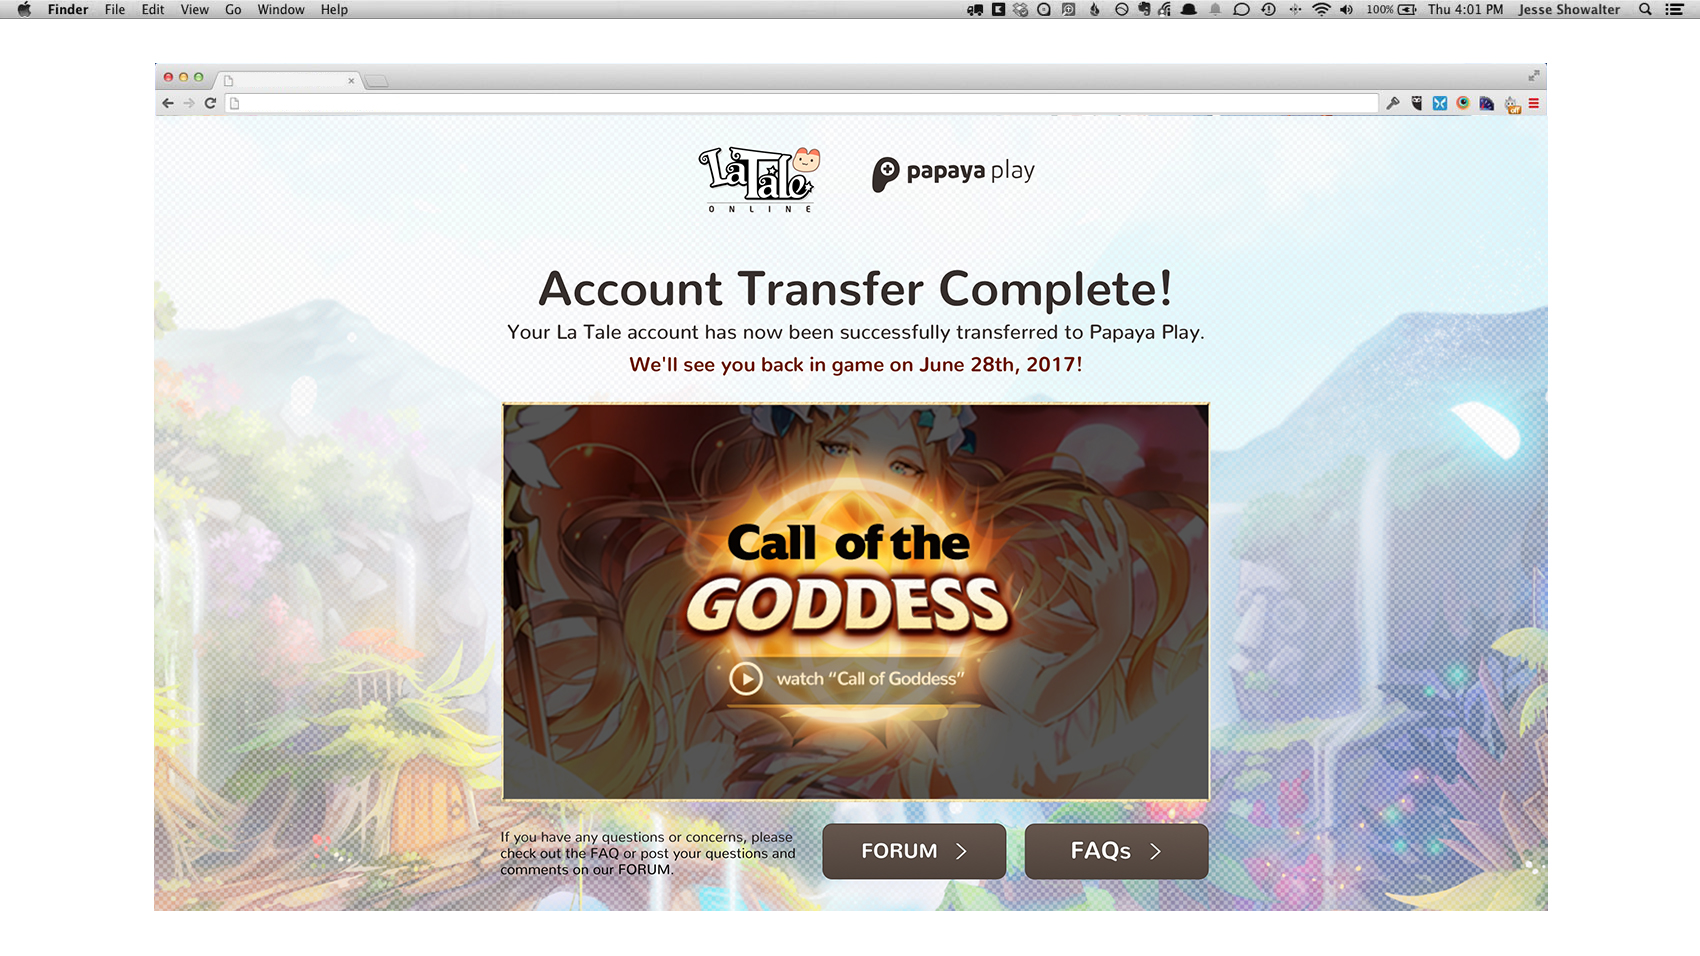 Finder File Edit View Go Window Help 100% Thu 4:01 PM Jesse Showalter
off
La Tale
ONLINE
papaya play
Account Transfer Complete!
Your La Tale account has now been successfully transferred to Papaya Play.
We'll see you back in game on June 28th, 2017!
Call of the
GODDESS
watch “Call of Goddess”
If you have any questions or concerns, please
check out the FAQ or post your questions and
comments on our FORUM.
FORUM >
FAQs >